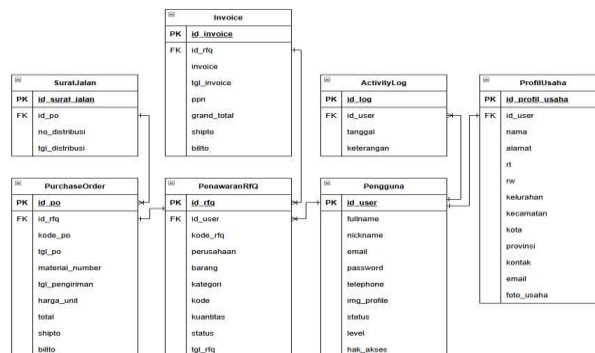 Invoice
PK id_invoice
FK id_rfq
invoice
tgl_invoice
ppn
grand_total
shipto
billto
SuratJalan
PK id_surat_jalan
FK id_po
no_distribusi
tgl_distribusi
ActivityLog
PK id_log
FK id_user
tanggal
keterangan
ProfilUsaha
PK id_profil_usaha
FK id_user
nama
alamat
rt
rw
kelurahan
kecamatan
kota
provinsi
kontak
email
foto_usaha
PurchaseOrder
PK id_po
FK id_rfq
kode_po
tgl_po
material_number
tgl_pengiriman
harga_unit
total
shipto
billto
PenawaranRfQ
PK id_rfq
FK id_user
kode_rfq
perusahaan
barang
kategori
kode
kuantitas
status
tgl_rfq
Pengguna
PK id_user
fullname
nickname
email
password
telephone
img_profile
status
level
hak_akses